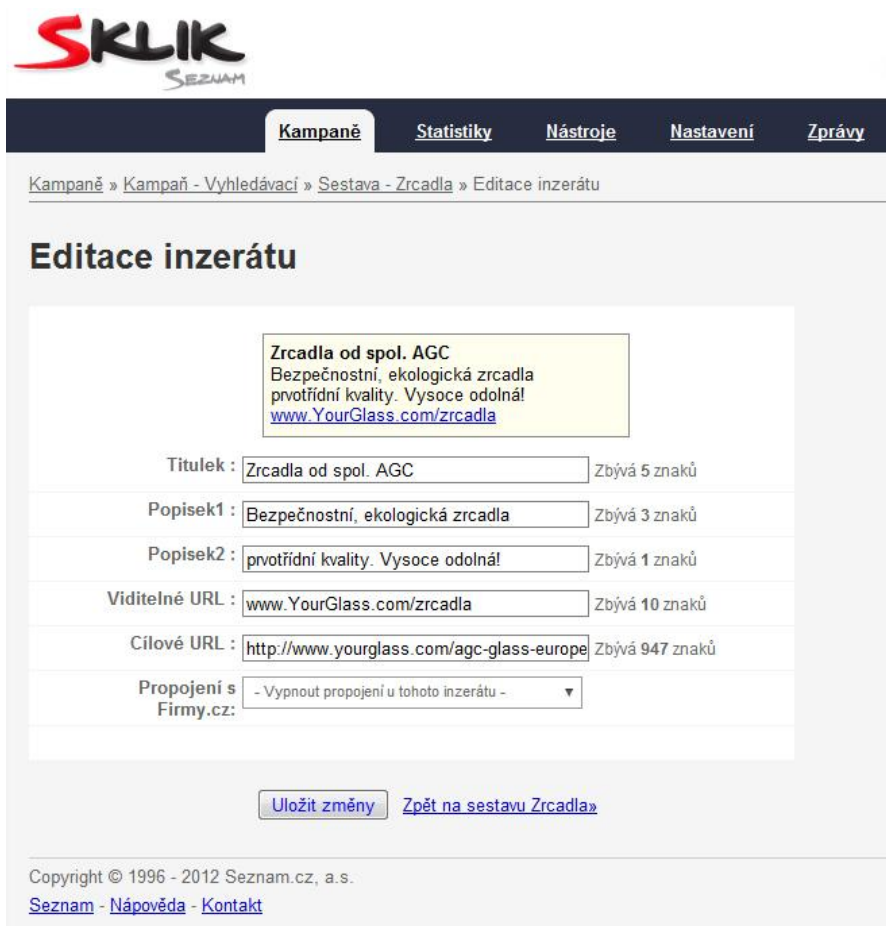 SKLIK
SEZNAM
Kampaně Statistiky Nástroje Nastavení Zprávy
Kampaně » Kampaň - Vyhledávací » Sestava - Zrcadla » Editace inzerátu
Editace inzerátu
Zrcadla od spol. AGC
Bezpečnostní, ekologická zrcadla
prvotřídní kvality. Vysoce odolná!
www.YourGlass.com/zrcadla
Titulek : Zrcadla od spol. AGC Zbývá 5 znaků
Popisek1 : Bezpečnostní, ekologická zrcadla Zbývá 3 znaků
Popisek2 : prvotřídní kvality. Vysoce odolná! Zbývá 1 znaků
Viditelné URL : www.YourGlass.com/zrcadla Zbývá 10 znaků
Cílové URL : http://www.yourglass.com/agc-glass-europe Zbývá 947 znaků
Propojení s
Firmy.cz: - Vypnout propojení u tohoto inzerátu - ▼
Uložit změny Zpět na sestavu Zrcadla»
Copyright © 1996 - 2012 Seznam.cz, a.s.
Seznam - Nápověda - Kontakt